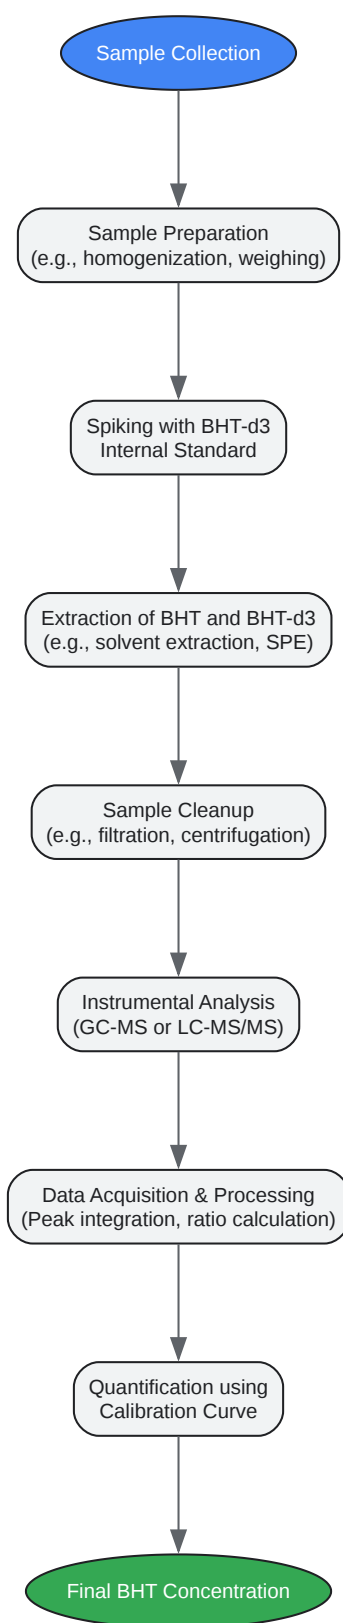 Sample Collection
Sample Preparation
(e.g., homogenization, weighing)
Spiking with BHT-d3
Internal Standard
Extraction of BHT and BHT-d3
(e.g., solvent extraction, SPE)
Sample Cleanup
(e.g., filtration, centrifugation)
Instrumental Analysis
(GC-MS or LC-MS/MS)
Data Acquisition & Processing
(Peak integration, ratio calculation)
Quantification using
Calibration Curve
Final BHT Concentration